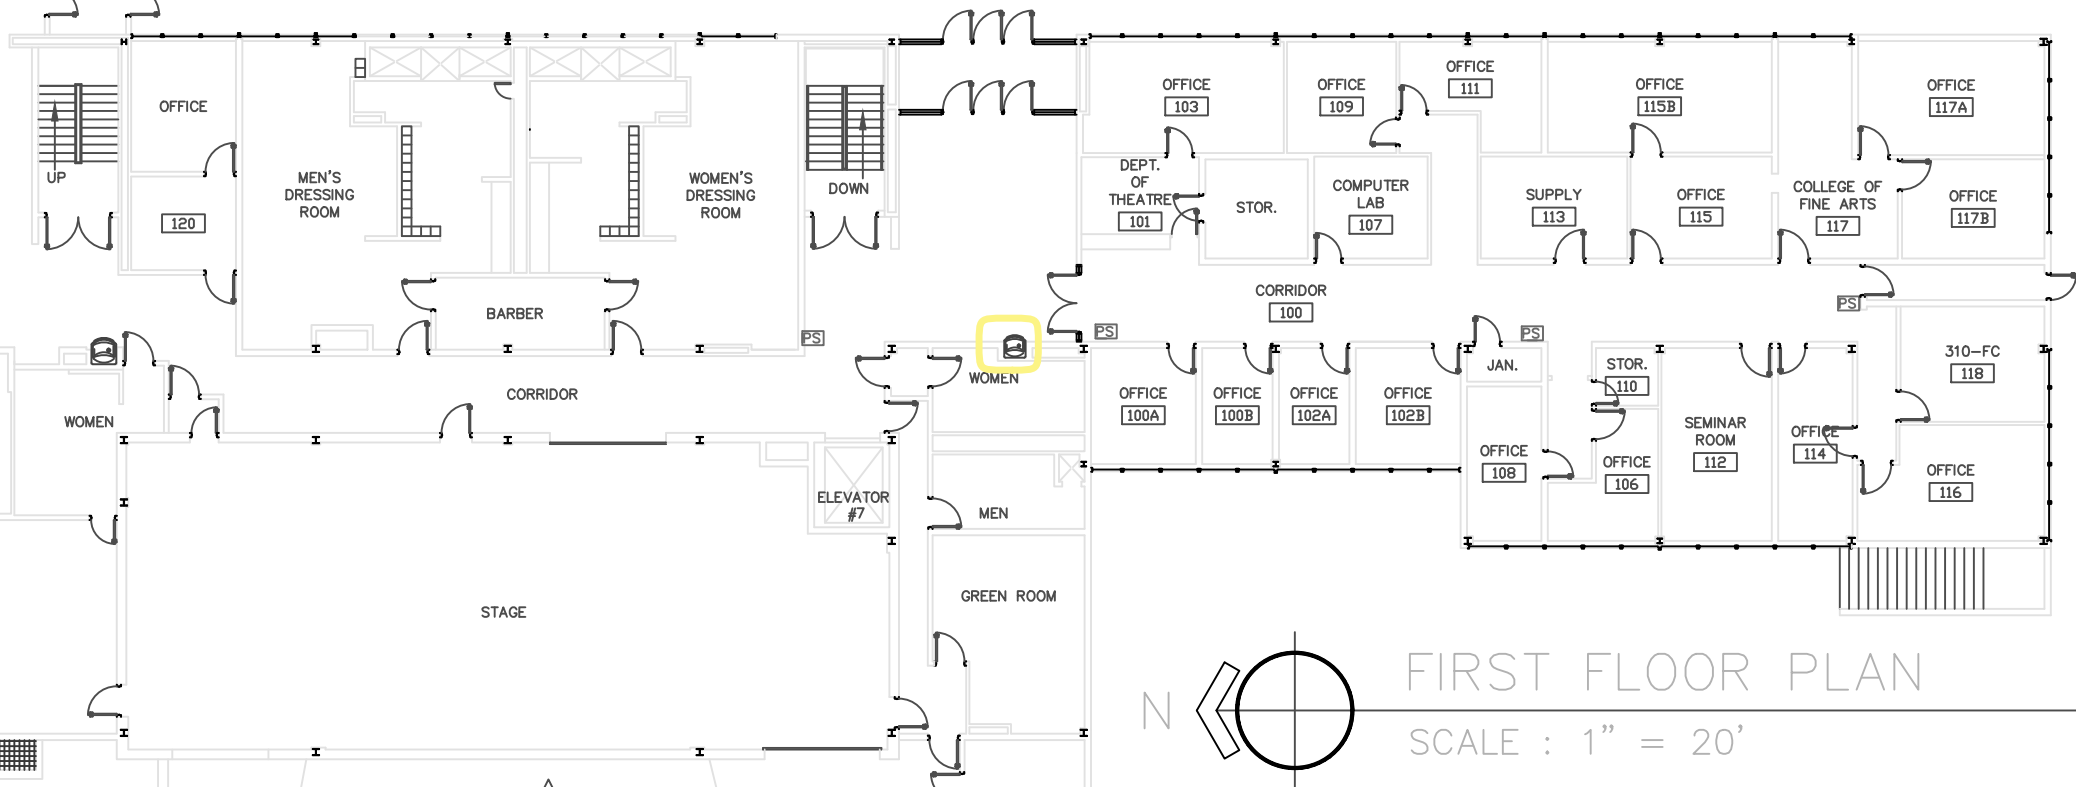 OFFICE
UP
120
MEN'S
DRESSING
ROOM
WOMEN'S
DRESSING
ROOM
DOWN
BARBER
PS
CORRIDOR
WOMEN
STAGE
ELEVATOR
#7
WOMEN
MEN
GREEN ROOM
OFFICE
103
OFFICE
109
OFFICE
111
OFFICE
115B
OFFICE
117A
DEPT.
OF
THEATRE
101
STOR.
COMPUTER
LAB
107
SUPPLY
113
OFFICE
115
COLLEGE OF
FINE ARTS
117
OFFICE
117B
CORRIDOR
100
PS
PS
PS
OFFICE
100A
OFFICE
100B
OFFICE
102A
OFFICE
102B
JAN.
STOR.
110
310-FC
118
OFFICE
108
OFFICE
106
SEMINAR
ROOM
112
OFFICE
114
OFFICE
116
N
FIRST FLOOR PLAN
SCALE : 1" = 20'